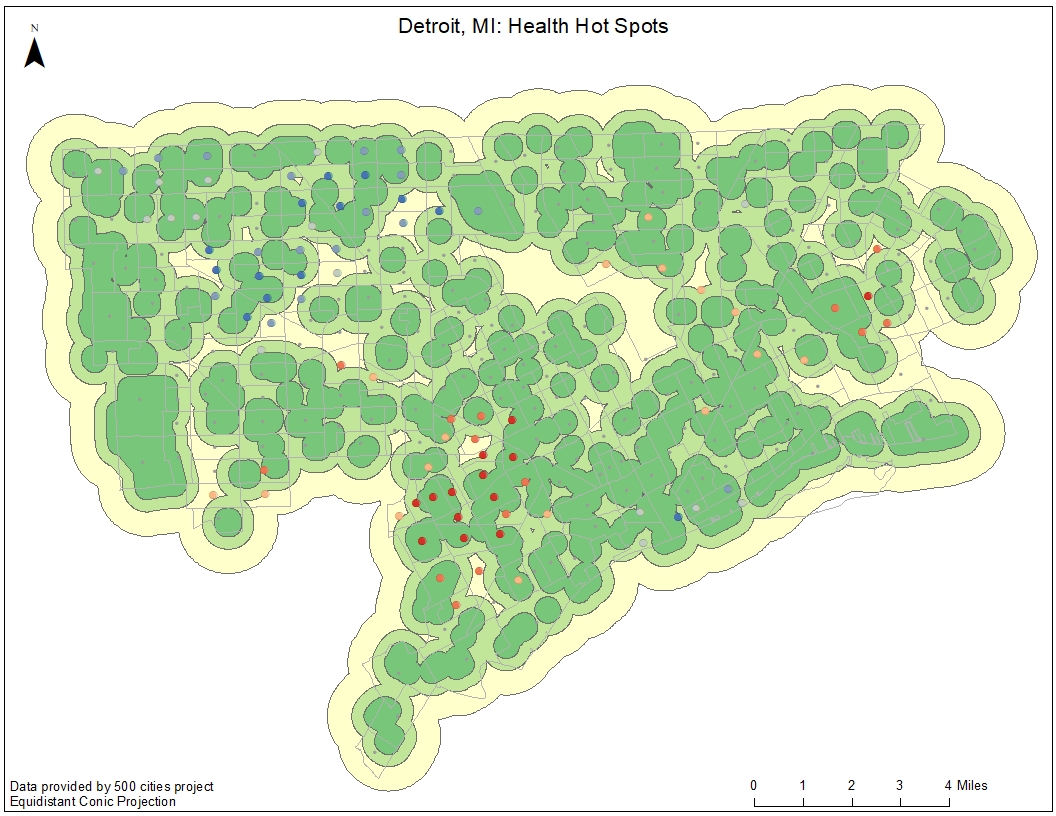 Detroit, MI: Health Hot Spots
N
Data provided by 500 cities project
Equidistant Conic Projection
0 1 2 3 4 Miles